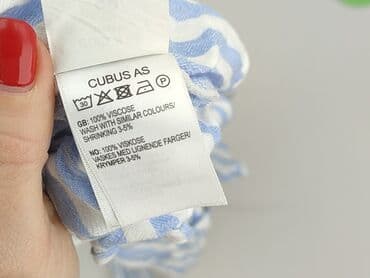 CUBUS AS
30 P
GB: 100% VISCOSE
WASH WITH SIMILAR COLOURS/
SHRINKING 3-5%
NO: 100% VISKOSE
VASKES MED LIGNENDE FARGER/
KRYMPER 3-5%